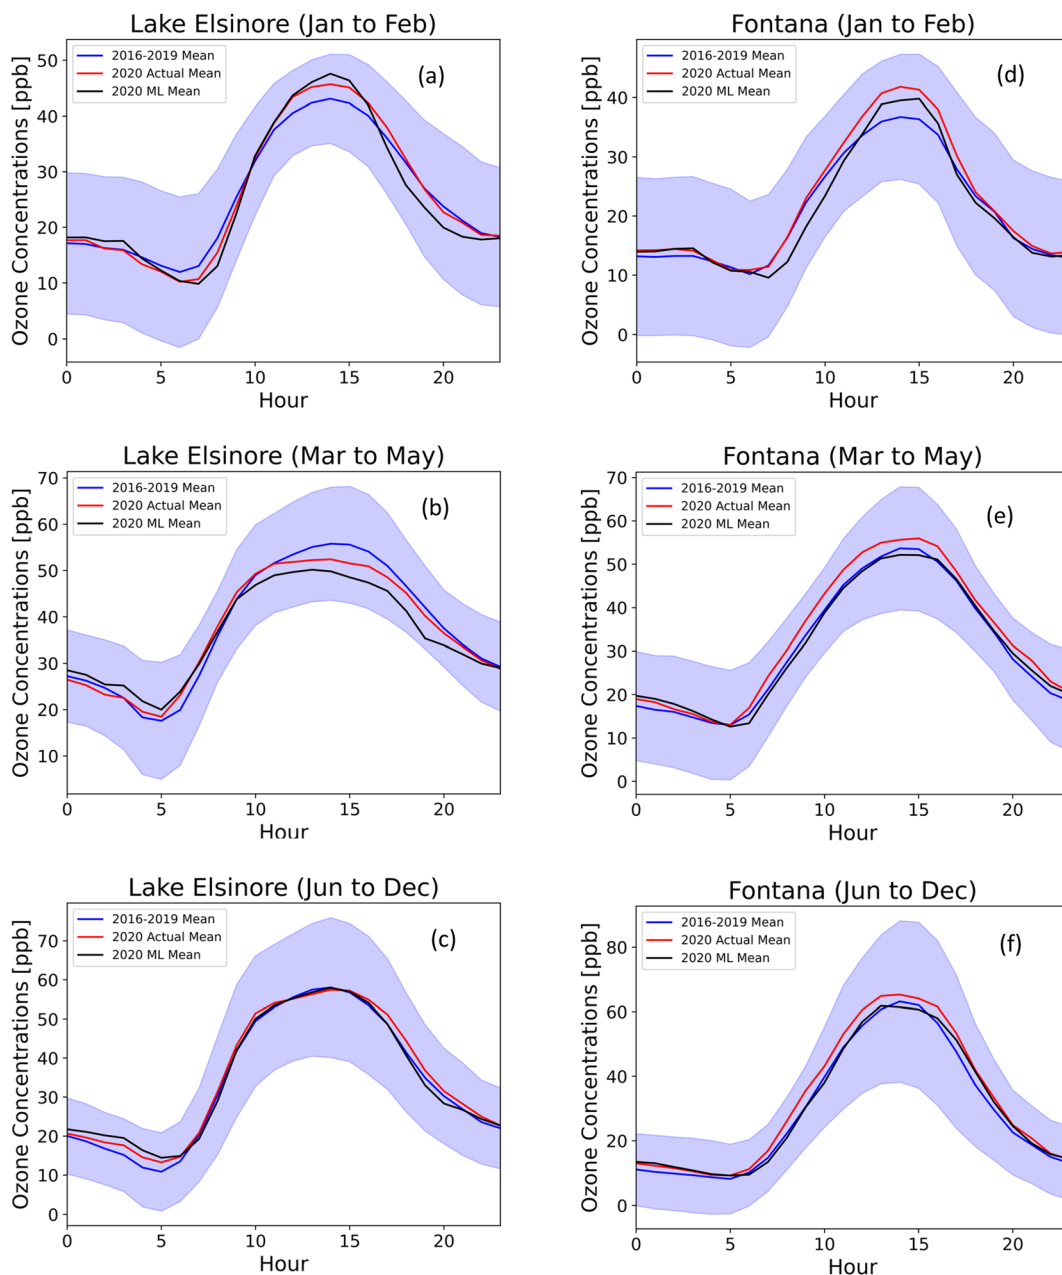 Lake Elsinore (Jan to Feb)
Ozone Concentrations [ppb]
50
40
30
20
10
0
2016-2019 Mean
2020 Actual Mean
2020 ML Mean
(a)
0 5 10 15 20
Hour
Fontana (Jan to Feb)
Ozone Concentrations [ppb]
40
30
20
10
0
2016-2019 Mean
2020 Actual Mean
2020 ML Mean
(d)
0 5 10 15 20
Hour
Lake Elsinore (Mar to May)
Ozone Concentrations [ppb]
70
60
50
40
30
20
10
2016-2019 Mean
2020 Actual Mean
2020 ML Mean
(b)
0 5 10 15 20
Hour
Fontana (Mar to May)
Ozone Concentrations [ppb]
70
60
50
40
30
20
10
0
2016-2019 Mean
2020 Actual Mean
2020 ML Mean
(e)
0 5 10 15 20
Hour
Lake Elsinore (Jun to Dec)
Ozone Concentrations [ppb]
70
60
50
40
30
20
10
0
2016-2019 Mean
2020 Actual Mean
2020 ML Mean
(c)
0 5 10 15 20
Hour
Fontana (Jun to Dec)
Ozone Concentrations [ppb]
80
60
40
20
0
2016-2019 Mean
2020 Actual Mean
2020 ML Mean
(f)
0 5 10 15 20
Hour